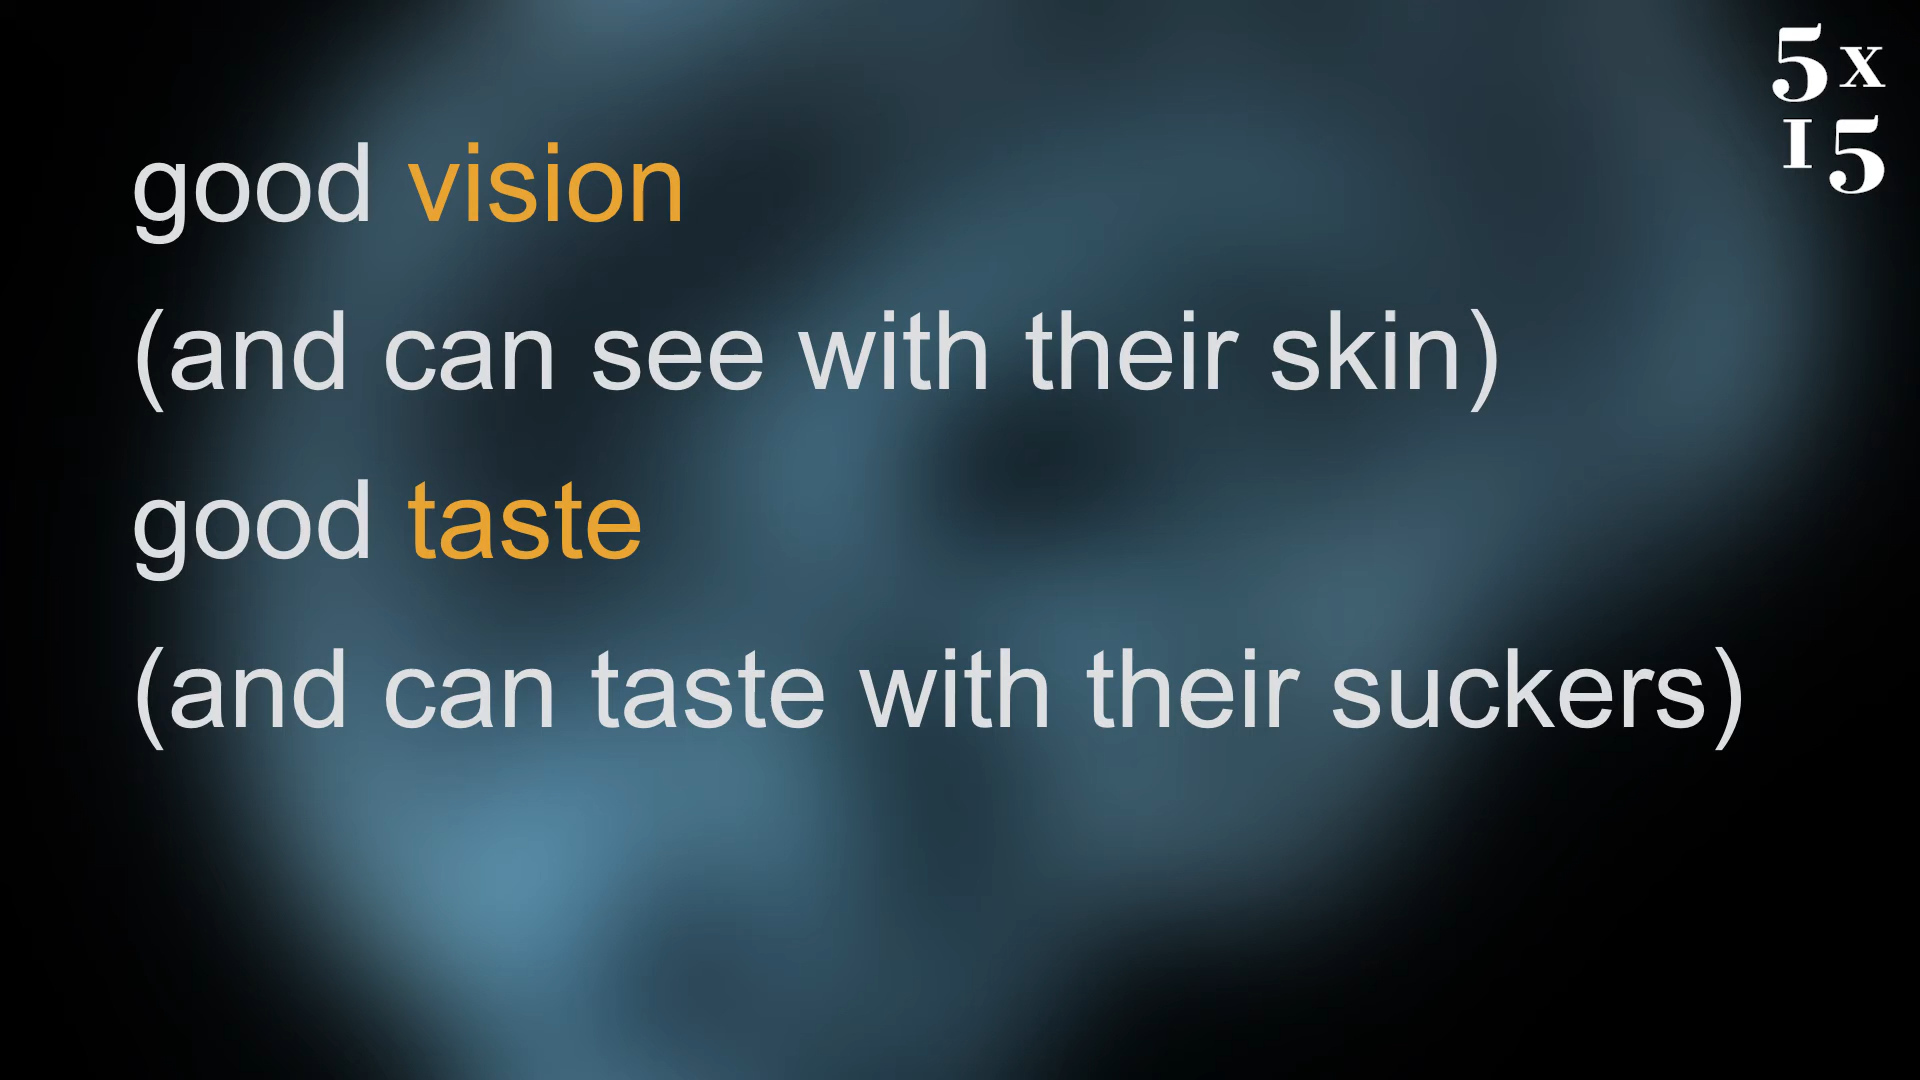 5x
15
good vision
(and can see with their skin)
good taste
(and can taste with their suckers)